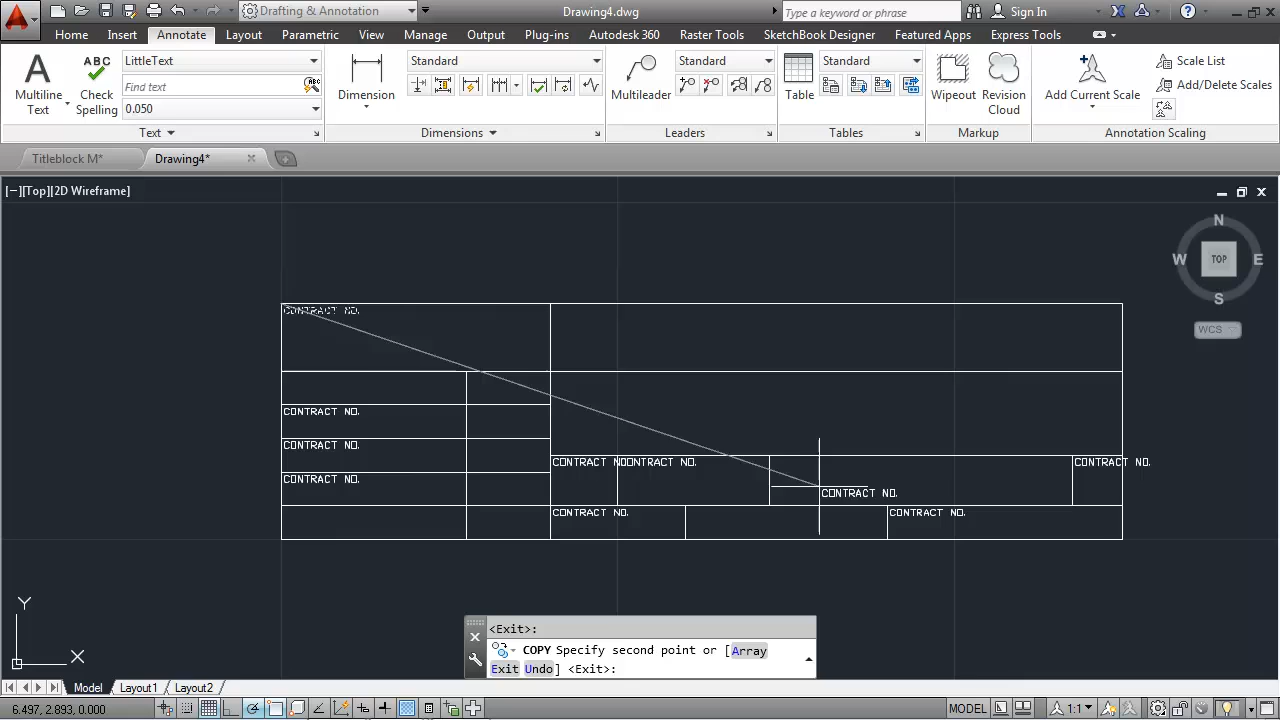 Drafting & Annotation
Drawing4.dwg
Type a keyword or phrase
Sign In
Home
Insert
Annotate
Layout
Parametric
View
Manage
Output
Plug-ins
Autodesk 360
Raster Tools
SketchBook Designer
Featured Apps
Express Tools
Multiline Text
ABC
Check Spelling
LittleText
Find text
0.050
Text
Dimension
Standard
Dimensions
Multileader
Standard
Leaders
Table
Standard
Tables
Wipeout
Revision Cloud
Markup
Add Current Scale
Scale List
Add/Delete Scales
Annotation Scaling
Titleblock M*
Drawing4*
[−][Top][2D Wireframe]
N
W
TOP
E
S
WCS
CONTRACT NO.
CONTRACT NO.
CONTRACT NO.
CONTRACT NO.
CONTRACT NO.
CONTRACT NO.
CONTRACT NO.
CONTRACT NO.
CONTRACT NO.
CONTRACT NO.
Y
X
<Exit>:
COPY Specify second point or [Array
Exit Undo] <Exit>:
Model
Layout1
Layout2
6.497, 2.893, 0.000
MODEL
1:1